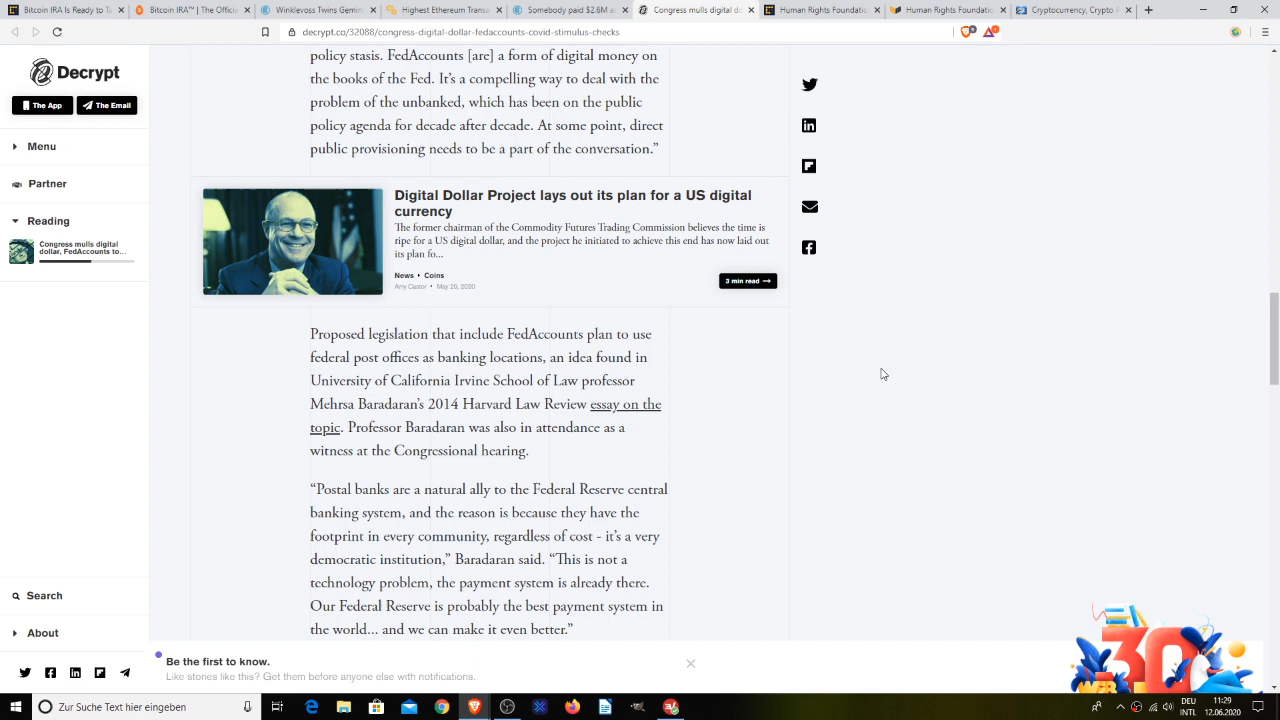 Bitcoin IRA Is Ready to Ta
Bitcoin IRA™ | The Offici
Winklevoss Twins Gemin
Highest Ethereum Transa
Somebody paid $2.6M
Congress mulls digital do
Human Rights Foundatio
Human Rights Foundatio
Cryptocurrency, Crypto
decrypt.co/32088/congress-digital-dollar-fedaccounts-covid-stimulus-checks
Decrypt
The App
The Email
Menu
Partner
Reading
Congress mulls digital
dollar, FedAccounts to...
policy stasis. FedAccounts [are] a form of digital money on
the books of the Fed. It’s a compelling way to deal with the
problem of the unbanked, which has been on the public
policy agenda for decade after decade. At some point, direct
public provisioning needs to be a part of the conversation.”
Digital Dollar Project lays out its plan for a US digital
currency
The former chairman of the Commodity Futures Trading Commission believes the time is
ripe for a US digital dollar, and the project he initiated to achieve this end has now laid out
its plan fo...
News • Coins
Amy Castor • May 29, 2020
3 min read →
Proposed legislation that include FedAccounts plan to use
federal post offices as banking locations, an idea found in
University of California Irvine School of Law professor
Mehrsa Baradaran’s 2014 Harvard Law Review essay on the
topic. Professor Baradaran was also in attendance as a
witness at the Congressional hearing.
“Postal banks are a natural ally to the Federal Reserve central
banking system, and the reason is because they have the
footprint in every community, regardless of cost - it’s a very
democratic institution,” Baradaran said. “This is not a
technology problem, the payment system is already there.
Our Federal Reserve is probably the best payment system in
the world... and we can make it even better.”
Search
About
Be the first to know.
Like stories like this? Get them before anyone else with notifications.
30
Zur Suche Text hier eingeben
DEU
INTL
11:29
12.06.2020